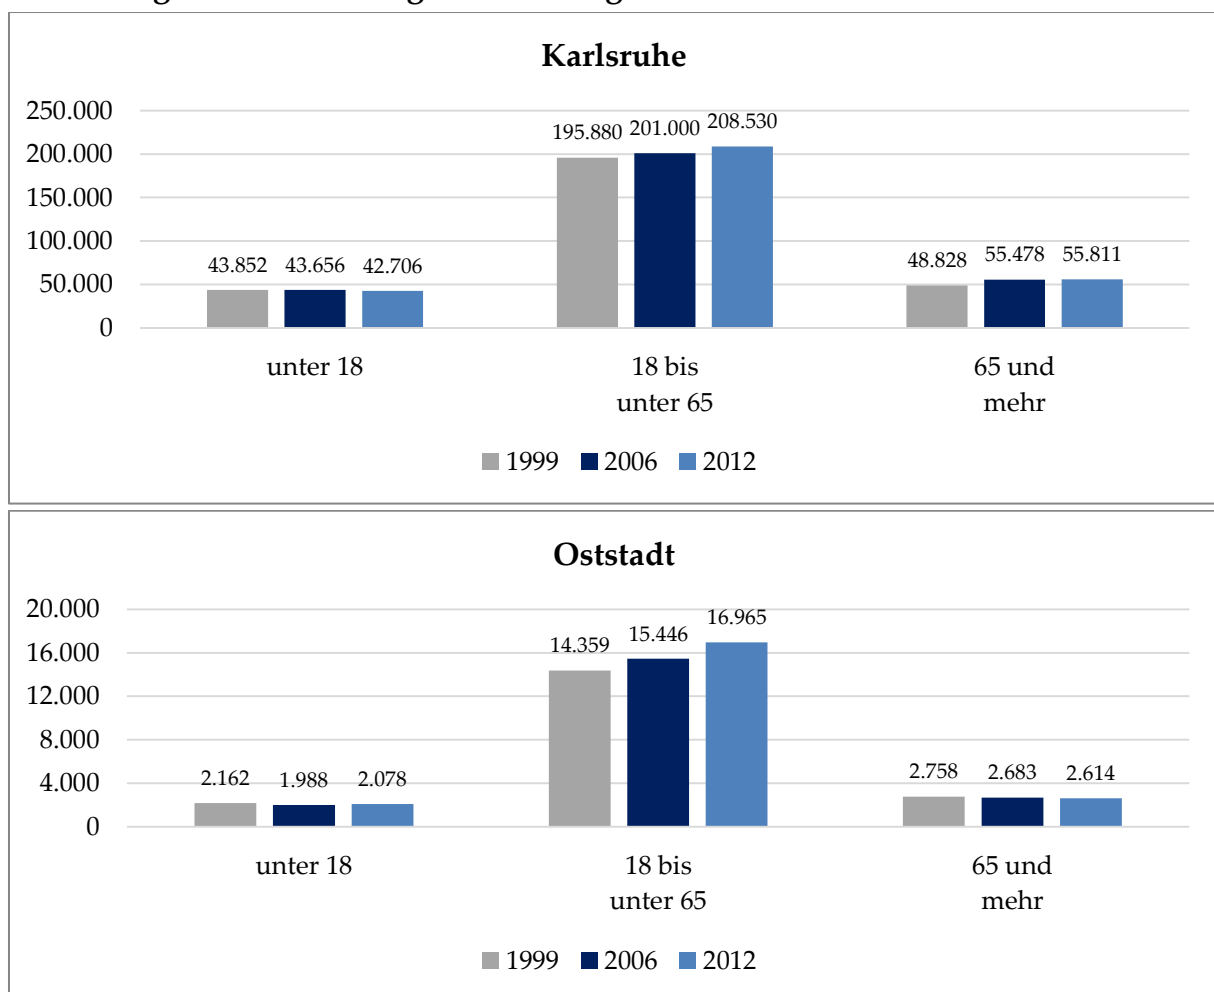 Karlsruhe
250.000
200.000
150.000
100.000
50.000
0
43.852 43.656 42.706
195.880 201.000 208.530
48.828 55.478 55.811
unter 18
18 bis
unter 65
65 und
mehr
1999 2006 2012
Oststadt
20.000
16.000
12.000
8.000
4.000
0
2.162 1.988 2.078
14.359 15.446 16.965
2.758 2.683 2.614
unter 18
18 bis
unter 65
65 und
mehr
1999 2006 2012